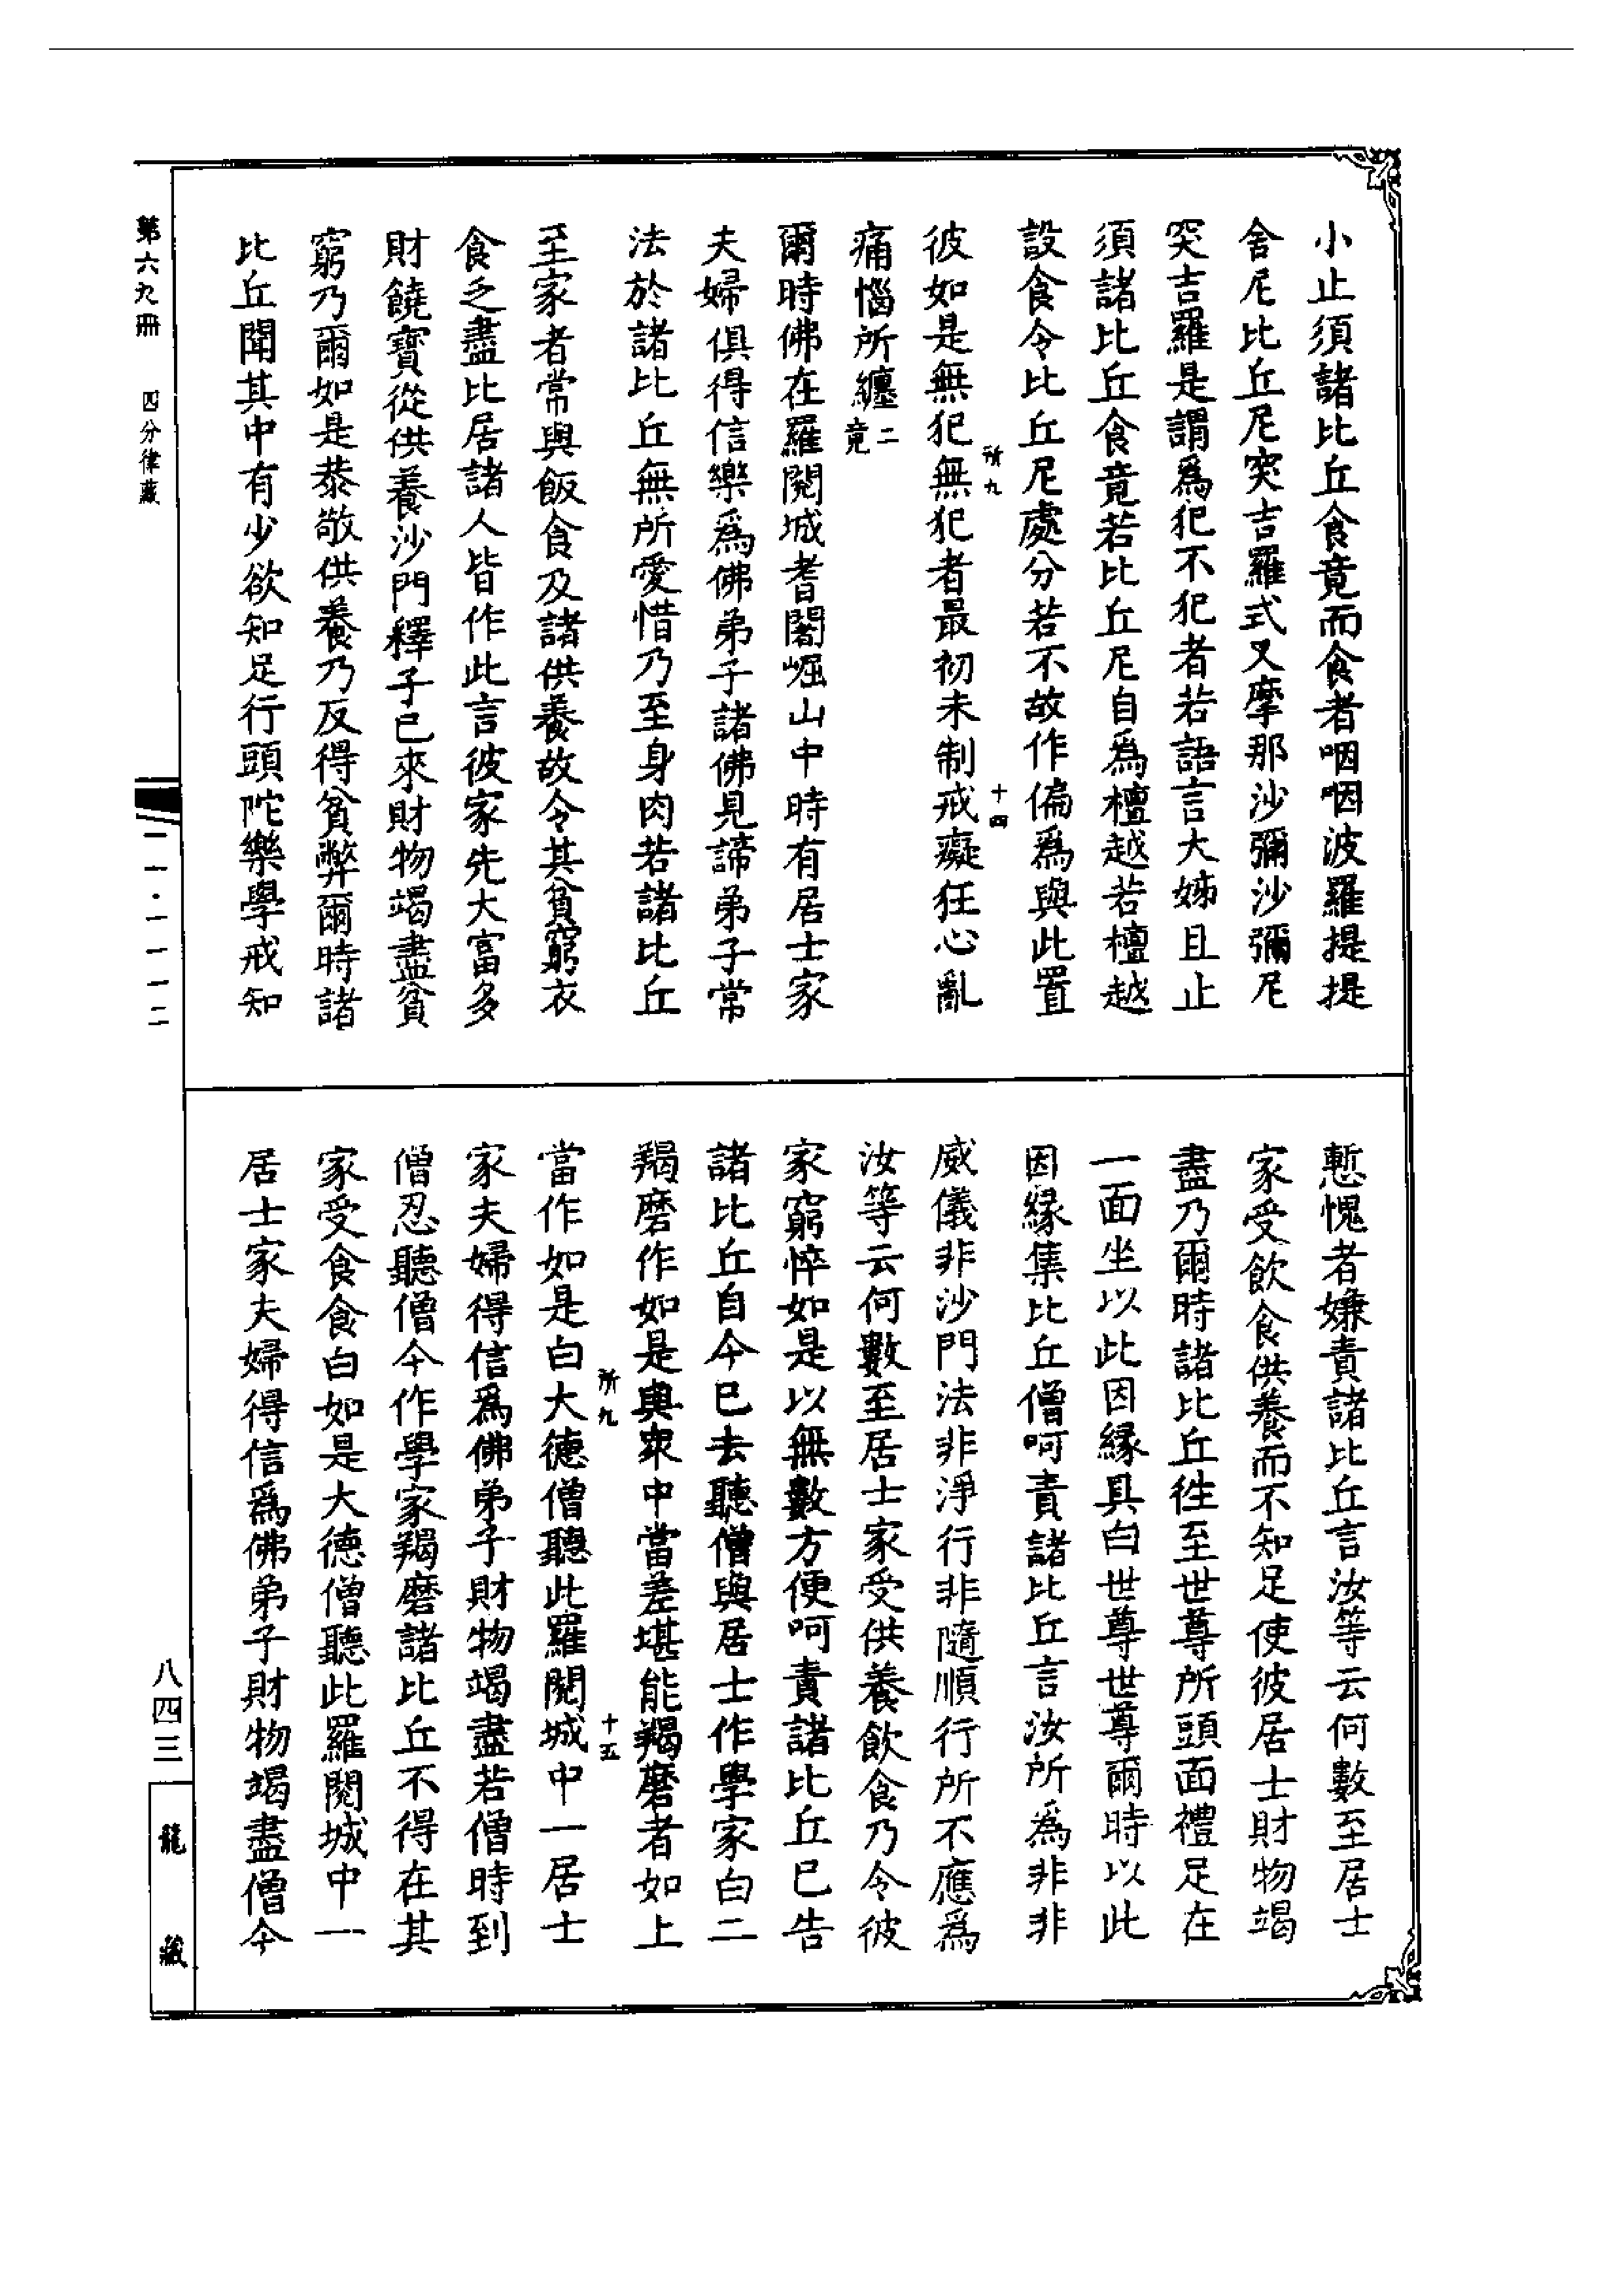 小止須諸比丘食竟而食者咽咽波羅提提
舍尼比丘尼突吉羅式叉摩那沙彌沙彌尼
突吉羅是謂爲犯不犯者若語言大姊且止
須諸比丘食竟若比丘尼自爲檀越若檀越
設食令比丘尼處分若不故作偏爲與此置
所九
十四
彼如是無犯無犯者最初未制戒癡狂心亂
痛惱所纏二竟
爾時佛在羅閱城耆闍崛山中時有居士家
夫婦俱得信樂爲佛弟子諸佛見諦弟子常
法於諸比丘無所愛惜乃至身肉若諸比丘
至家者常與飯食及諸供養故令其貧窮衣
食乏盡比居諸人皆作此言彼家先大富多
財饒寶從供養沙門釋子已來財物竭盡貧
窮乃爾如是恭敬供養乃反得貧弊爾時諸
比丘聞其中有少欲知足行頭陀樂學戒知
慙愧者嫌責諸比丘言汝等云何數至居士
家受飲食供養而不知足使彼居士財物竭
盡乃爾時諸比丘往至世尊所頭面禮足在
一面坐以此因緣具白世尊世尊爾時以此
因緣集比丘僧呵責諸比丘言汝所爲非非
威儀非沙門法非淨行非隨順行所不應爲
汝等云何數至居士家受供養飲食乃令彼
家窮悴如是以無數方便呵責諸比丘已告
諸比丘自今已去聽僧與居士作學家白二
羯磨作如是與眾中當差堪能羯磨者如上
所九
十五
當作如是白大德僧聽此羅閱城中一居士
家夫婦得信爲佛弟子財物竭盡若僧時到
僧忍聽僧今作學家羯磨諸比丘不得在其
家受食食白如是大德僧聽此羅閱城中一
居士家夫婦得信爲佛弟子財物竭盡僧今
第六九冊 四分律藏
一一·一一一二
八四三
龍藏